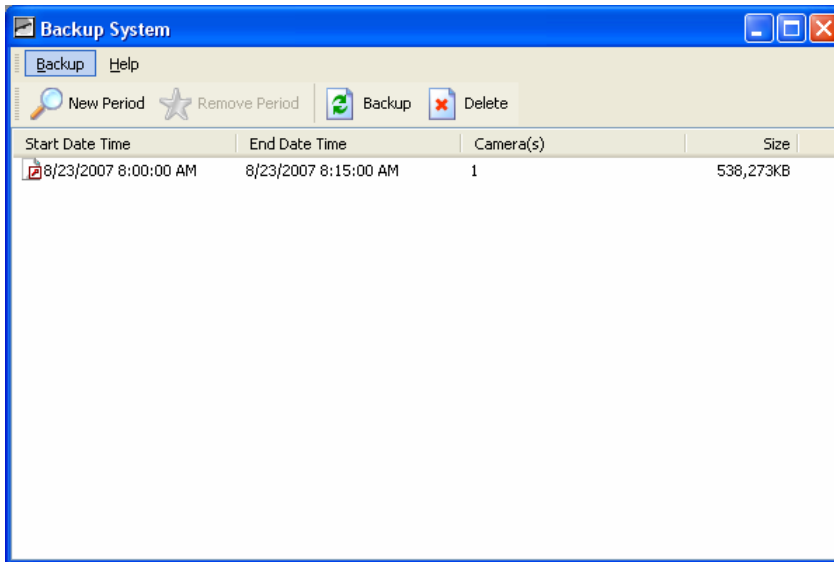 Backup System
Backup Help
New Period Remove Period Backup Delete
Start Date Time End Date Time Camera(s) Size
8/23/2007 8:00:00 AM 8/23/2007 8:15:00 AM 1 538,273KB